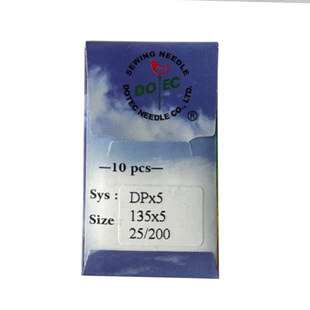 SEWING NEEDLE
DOTEC
DOTEC NEEDLE CO., LTD.
®
—10 pcs—
Sys : DPx5
Size 135x5
25/200